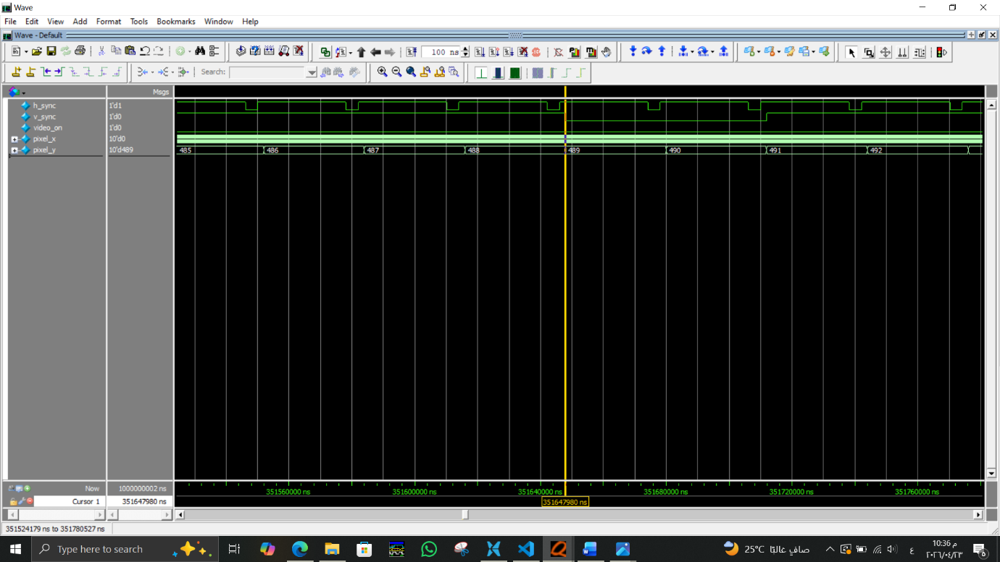 Wave
File Edit View Add Format Tools Bookmarks Window Help
Wave - Default
100 ns
Search:
Msgs
h_sync 1'd1
v_sync 1'd0
video_on 1'd0
pixel_x 10'd0
pixel_y 10'd489 485 486 487 488 489 490 491 492
Now 1000000002 ns 351560000 ns 351600000 ns 351640000 ns 351680000 ns 351720000 ns 351760000 ns
Cursor 1 351647980 ns 351647980 ns
351524179 ns to 351780527 ns
Type here to search
25°C صافٍ غالبًا
ع
10:36 م
٢٠٢٦/٠٤/٢٣
6